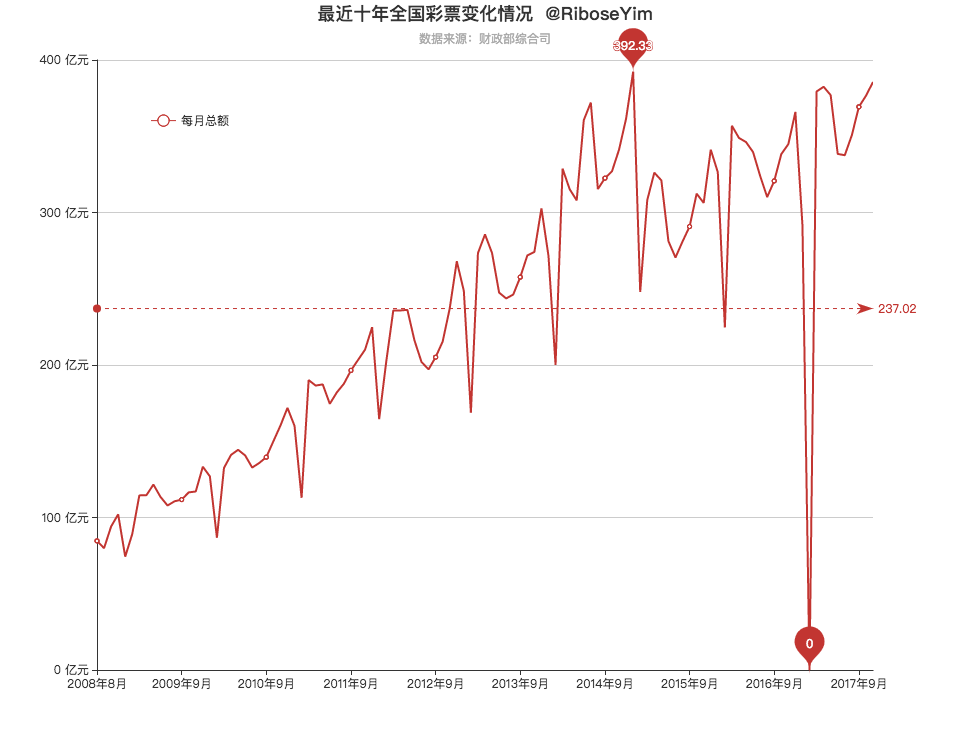 最近十年全国彩票变化情况 @RiboseYim
数据来源：财政部综合司
392.33
400 亿元
每月总额
300 亿元
237.02
200 亿元
100 亿元
0
0 亿元
2008年8月 2009年9月 2010年9月 2011年9月 2012年9月 2013年9月 2014年9月 2015年9月 2016年9月 2017年9月